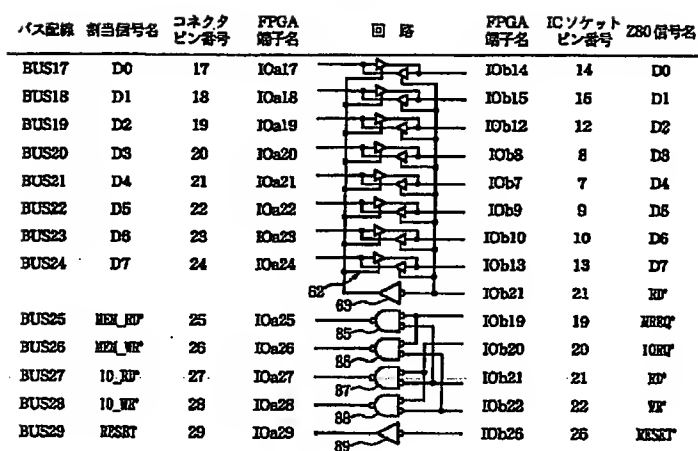 バス配線 割当信号名 コネクタピン番号 FPGA端子名 回路 FPGA端子名 ICソケットピン番号 Z80信号名
BUS17 D0 17 IOa17 IOb14 14 D0
BUS18 D1 18 IOa18 IOb15 15 D1
BUS19 D2 19 IOa19 IOb12 12 D2
BUS20 D3 20 IOa20 IOb8 8 D3
BUS21 D4 21 IOa21 IOb7 7 D4
BUS22 D5 22 IOa22 IOb9 9 D5
BUS23 D6 23 IOa23 IOb10 10 D6
BUS24 D7 24 IOa24 IOb13 13 D7
62 63 IOb21 21 RD*
BUS25 MEM_RD* 25 IOa25 85 IOb19 19 MREQ*
BUS26 MEM_WR* 26 IOa26 86 IOb20 20 IORQ*
BUS27 IO_RD* 27 IOa27 87 IOb21 21 RD*
BUS28 IO_WR* 28 IOa28 88 IOb22 22 WR*
BUS29 RESET 29 IOa29 89 IOb26 26 RESET*